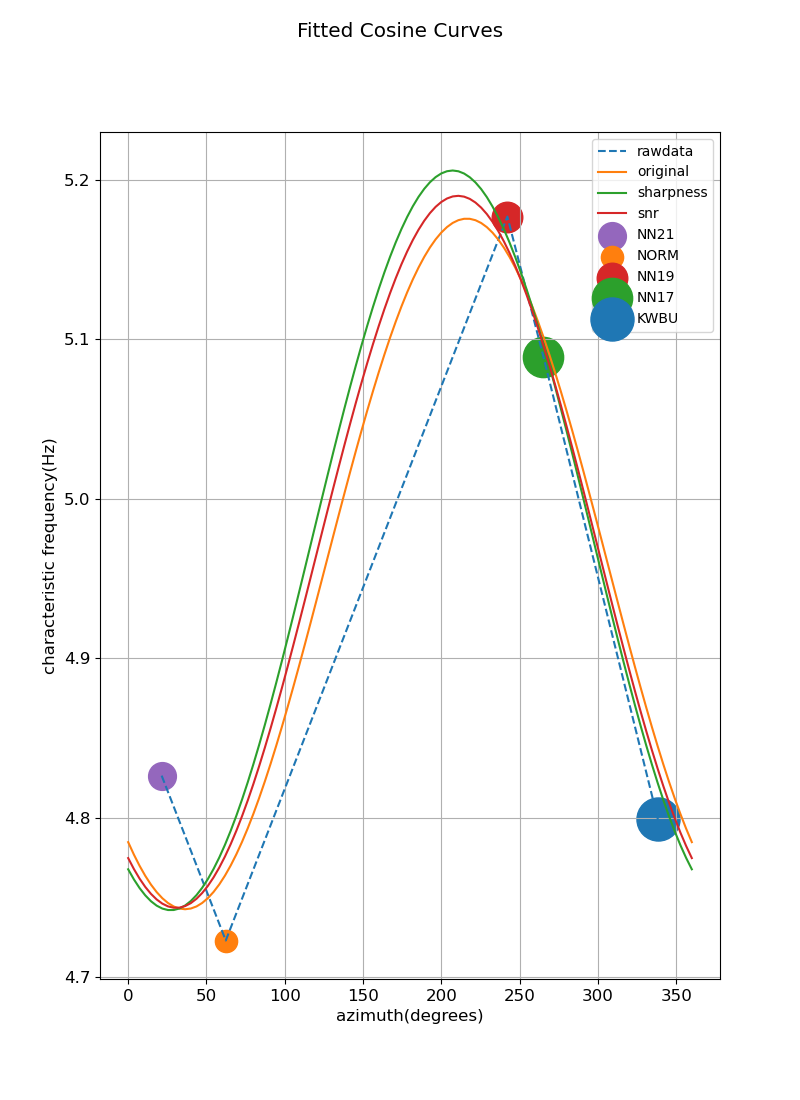 Fitted Cosine Curves
rawdata
original
sharpness
snr
NN21
NORM
NN19
NN17
KWBU
characteristic frequency(Hz)
5.2
5.1
5.0
4.9
4.8
4.7
0 50 100 150 200 250 300 350
azimuth(degrees)